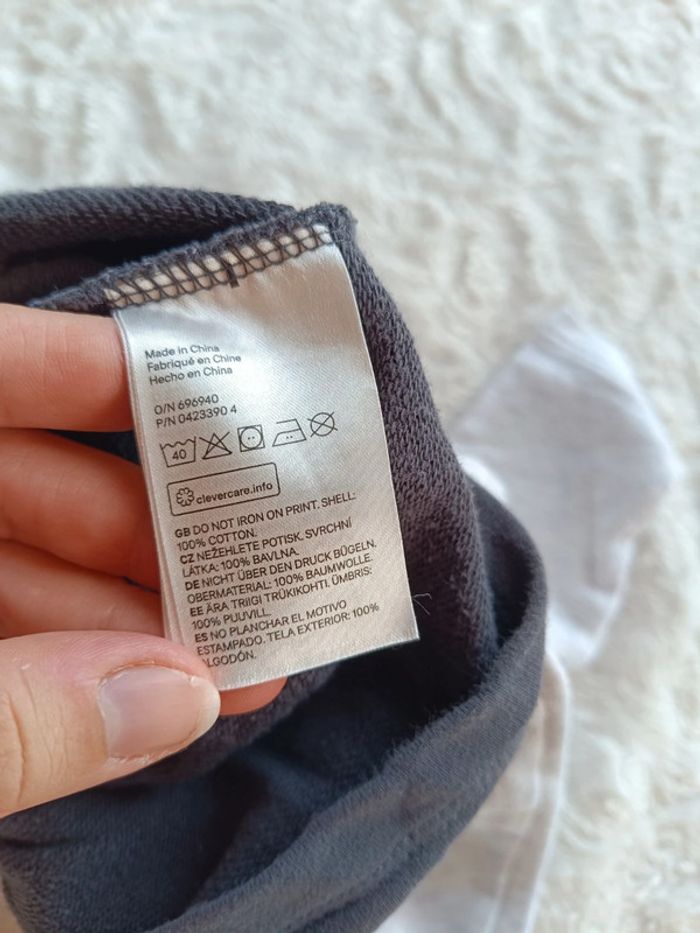 Made in China
Fabriqué en Chine
Hecho en China
O/N 696940
P/N 0423390 4
40
clevercare.info
GB DO NOT IRON ON PRINT. SHELL:
100% COTTON.
CZ NEŽEHLETE POTISK. SVRCHNÍ
LÁTKA: 100% BAVLNA.
DE NICHT ÜBER DEN DRUCK BÜGELN.
OBERMATERIAL: 100% BAUMWOLLE.
EE ÄRA TRIIGI TRÜKIKOHTI. ÜMBRIS:
100% PUUVILL.
ES NO PLANCHAR EL MOTIVO
ESTAMPADO. TELA EXTERIOR: 100%
ALGODÓN.